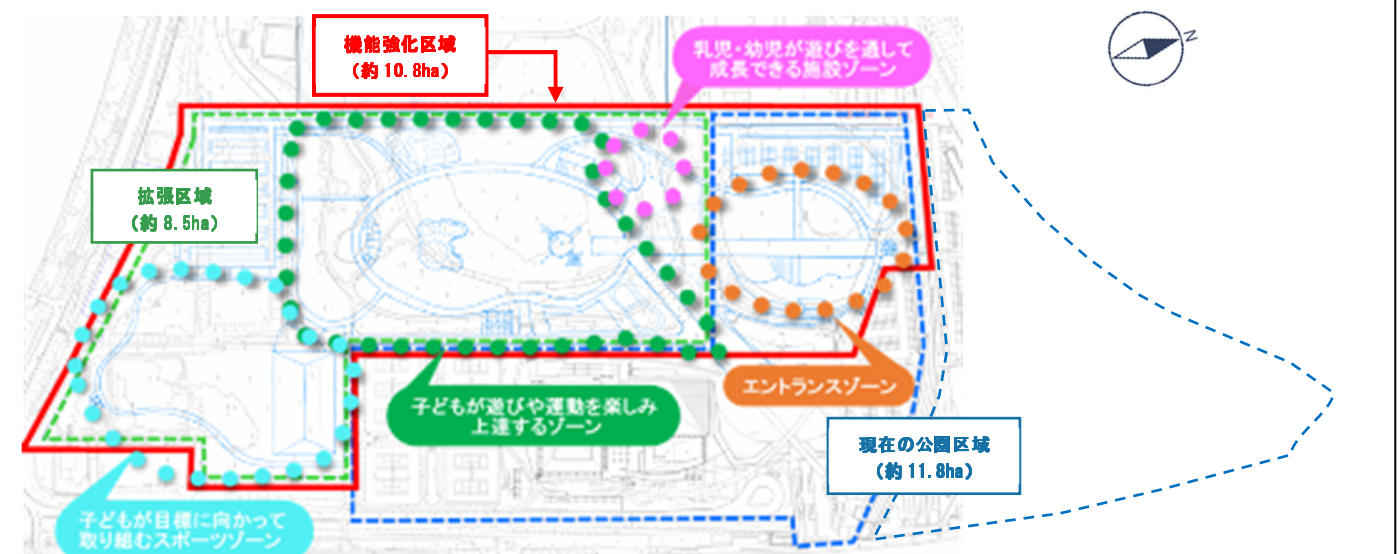 機能強化区域
（約 10.8ha）
乳児・幼児が遊びを通して
成長できる施設ゾーン
N
拡張区域
（約 8.5ha）
エントランスゾーン
子どもが遊びや運動を楽しみ
上達するゾーン
現在の公園区域
（約 11.8ha）
子どもが目標に向かって
取り組むスポーツゾーン